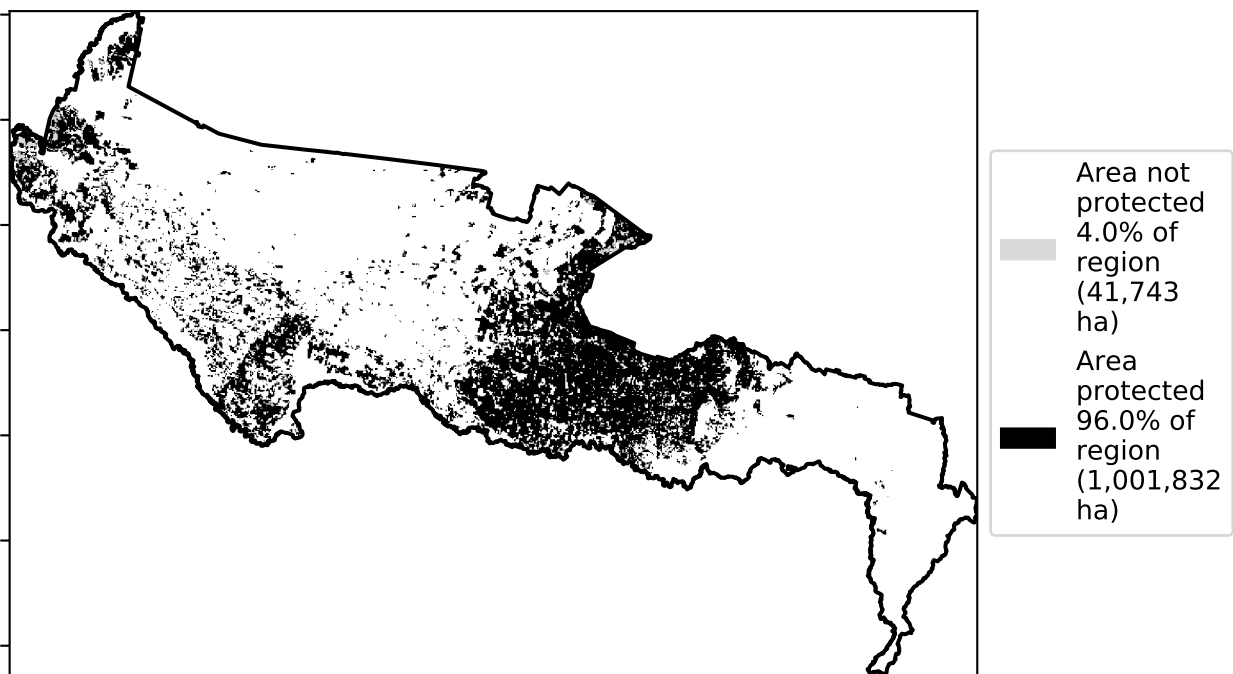 Area not
protected
4.0% of
region
(41,743
ha)
Area
protected
96.0% of
region
(1,001,832
ha)